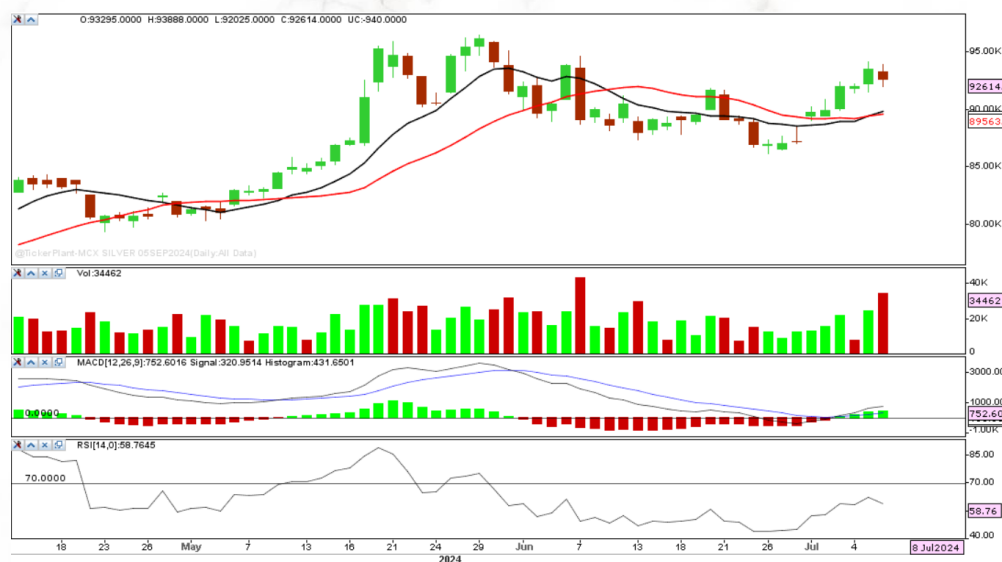 O:93295.0000 H:93888.0000 L:92025.0000 C:92614.0000 UC:-940.0000
95.00K
92614
90.00K
89563
85.00K
80.00K
@TickerPlant-MCX SILVER 05SEP2024(Daily:All Data)
Vol:34462
40K
34462
20K
0
MACD[12,26,9]:752.6016 Signal:320.9514 Histogram:431.6501
3000.00
1000.00
0.0000
752.60
-1.00K
RSI[14,0]:58.7645
85.00
70.0000
70.00
58.76
40.00
18 23 26 May 7 13 16 21 24 29 Jun 7 13 18 21 26 Jul 4 8 Jul2024
2024